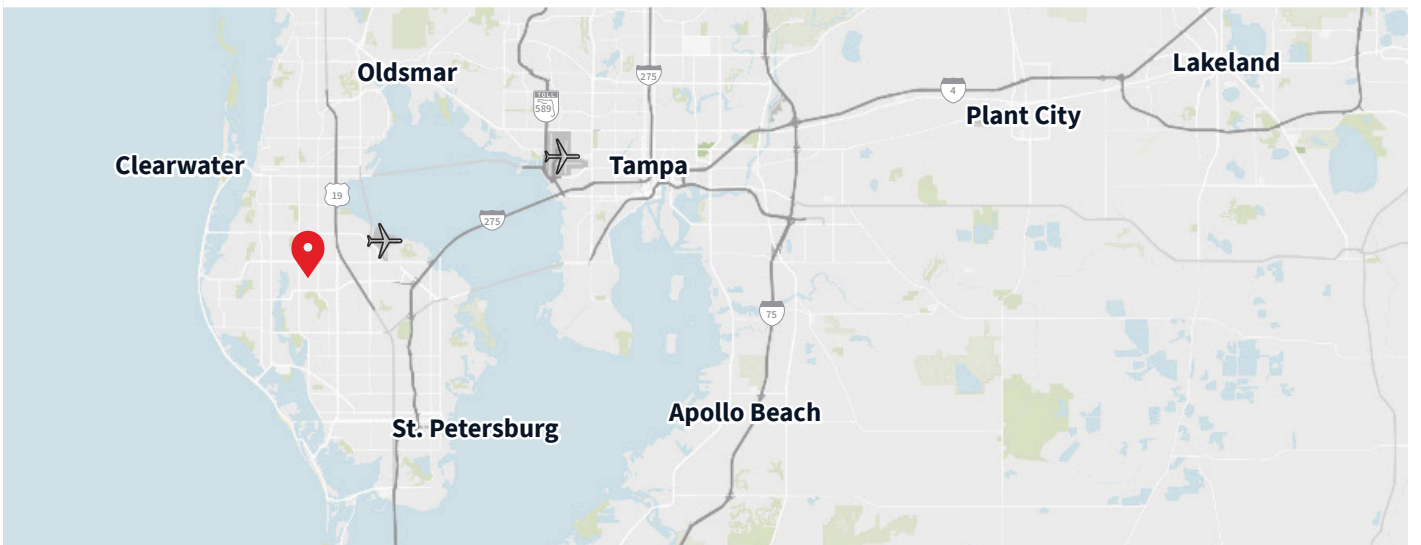 Oldsmar
275
TOLL
589
4
Lakeland
Plant City
Clearwater
Tampa
19
275
75
Apollo Beach
St. Petersburg